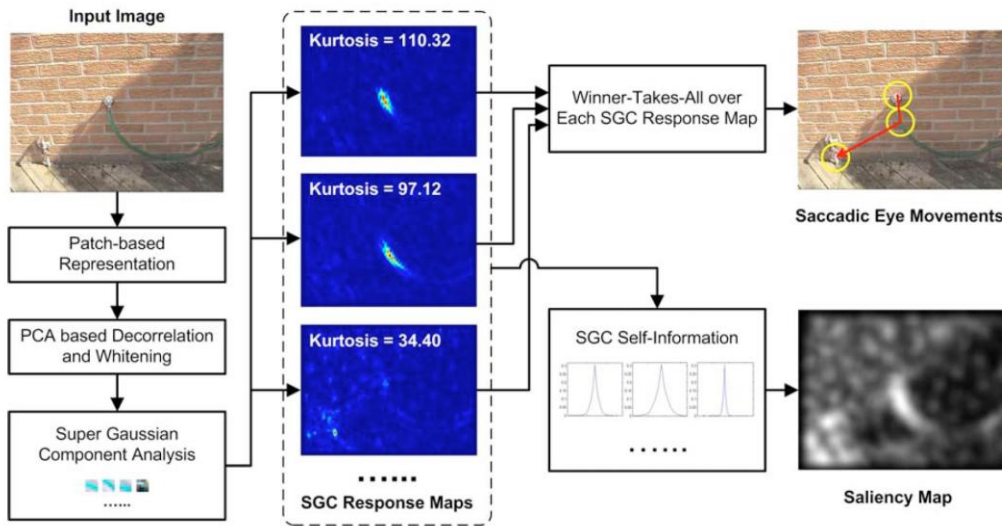 Input Image
Patch-based
Representation
PCA based Decorrelation
and Whitening
Super Gaussian
Component Analysis
......
Kurtosis = 110.32
Kurtosis = 97.12
Kurtosis = 34.40
......
SGC Response Maps
Winner-Takes-All over
Each SGC Response Map
Saccadic Eye Movements
SGC Self-Information
......
Saliency Map